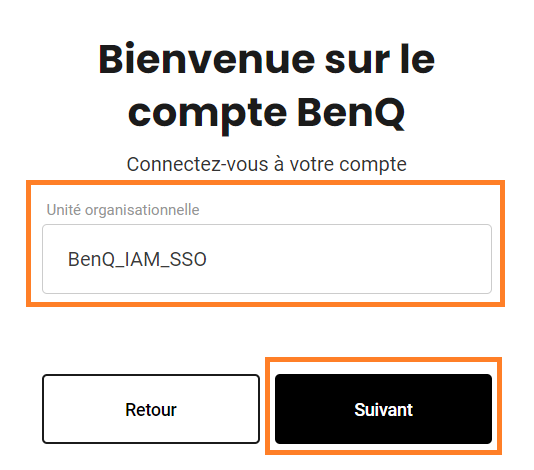 Bienvenue sur le
compte BenQ
Connectez-vous à votre compte
Unité organisationnelle
BenQ_IAM_SSO
Retour
Suivant